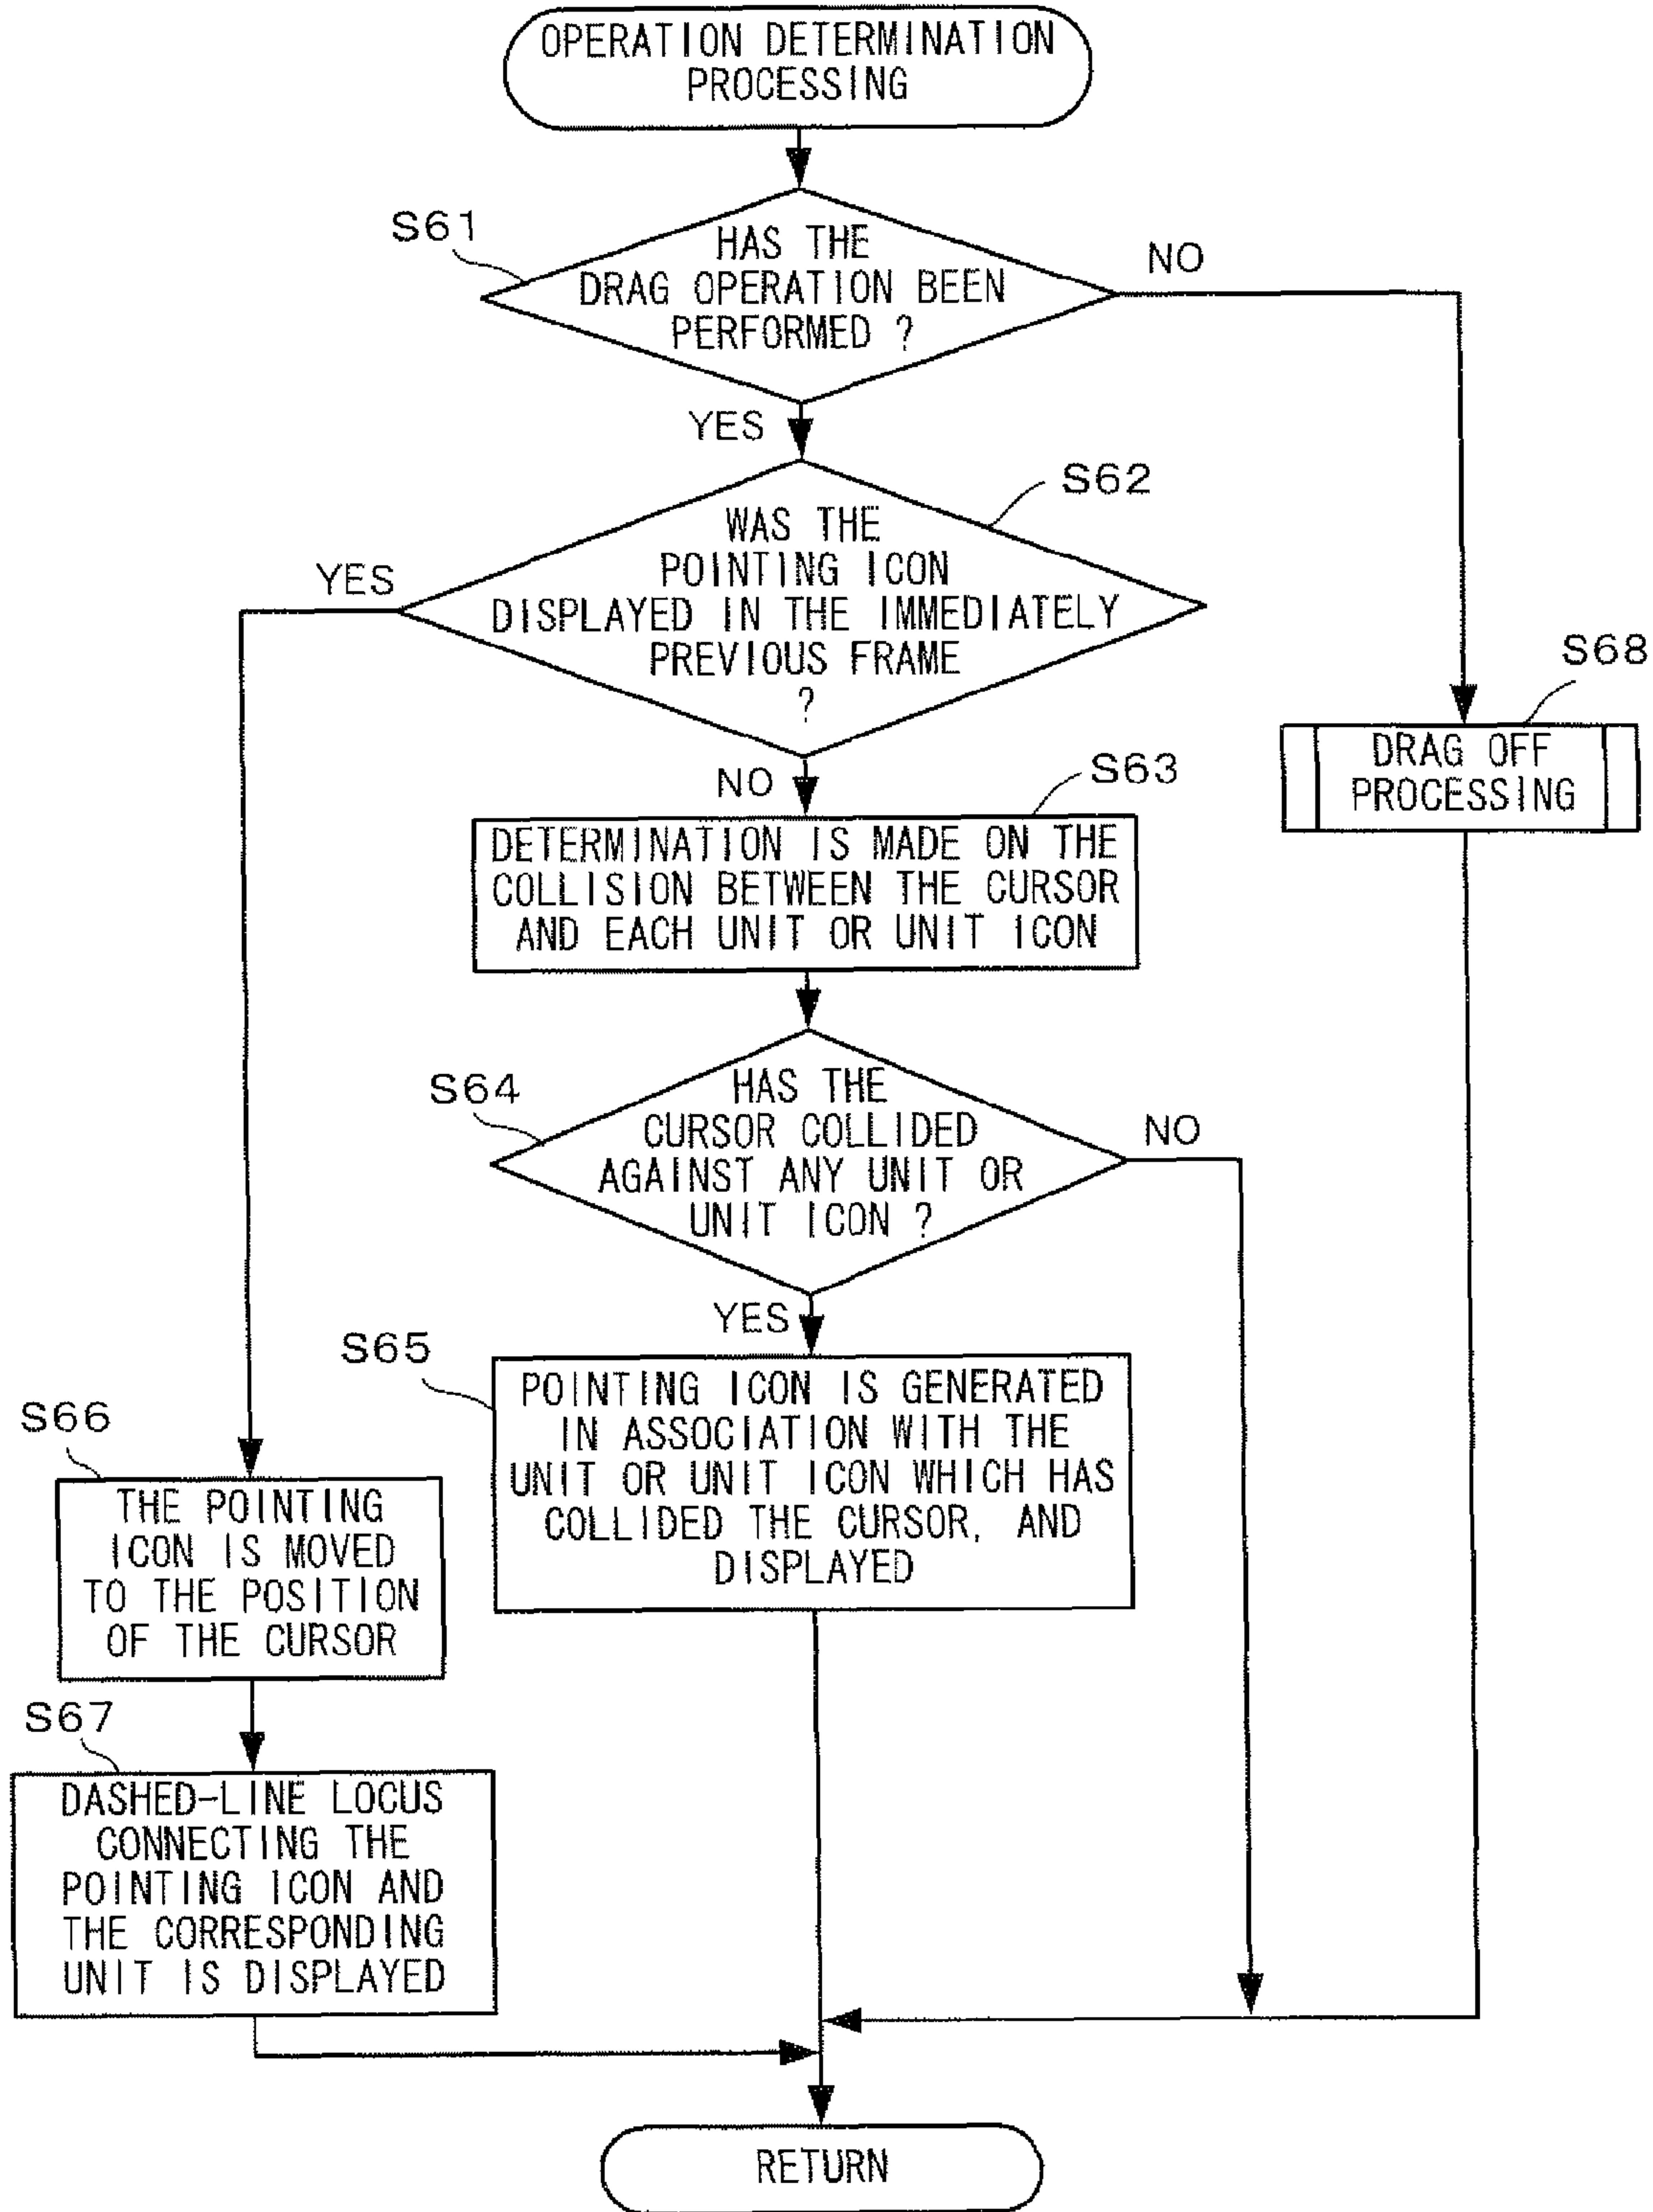 OPERATION DETERMINATION
PROCESSING
S61
HAS THE
DRAG OPERATION BEEN
PERFORMED ?
NO
YES
S62
WAS THE
POINTING ICON
DISPLAYED IN THE IMMEDIATELY
PREVIOUS FRAME
?
YES
NO
S68
DRAG OFF
PROCESSING
S63
DETERMINATION IS MADE ON THE
COLLISION BETWEEN THE CURSOR
AND EACH UNIT OR UNIT ICON
S64
HAS THE
CURSOR COLLIDED
AGAINST ANY UNIT OR
UNIT ICON ?
NO
YES
S65
POINTING ICON IS GENERATED
IN ASSOCIATION WITH THE
UNIT OR UNIT ICON WHICH HAS
COLLIDED THE CURSOR, AND
DISPLAYED
S66
THE POINTING
ICON IS MOVED
TO THE POSITION
OF THE CURSOR
S67
DASHED-LINE LOCUS
CONNECTING THE
POINTING ICON AND
THE CORRESPONDING
UNIT IS DISPLAYED
RETURN